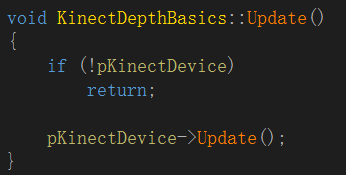 void KinectDepthBasics::Update()
{
    if (!pKinectDevice)
        return;

    pKinectDevice->Update();
}